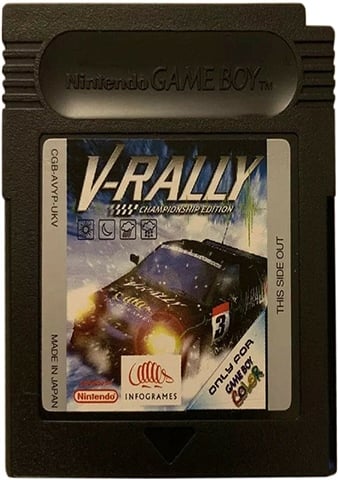 Nintendo GAME BOY™
CGB-AVYP-UKV
V-RALLY
CHAMPIONSHIP EDITION
THIS SIDE OUT
3
ONLY FOR
GAME BOY
COLOR
MADE IN JAPAN
Nintendo
INFOGRAMES